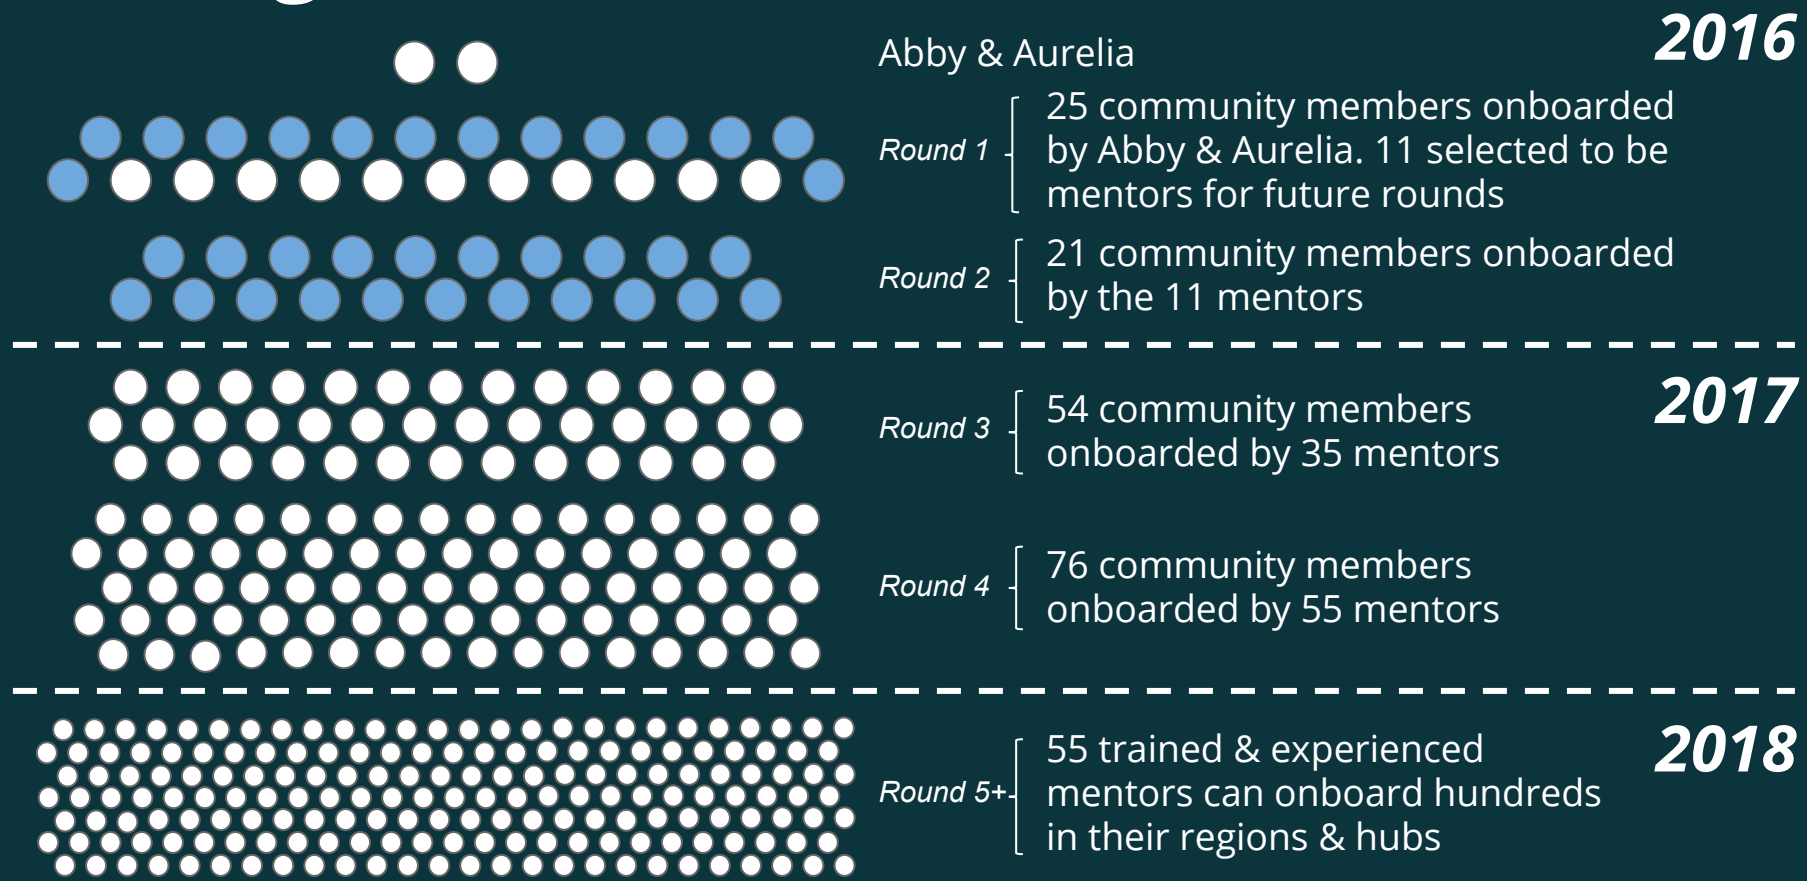 2016
Abby & Aurelia
Round 1
25 community members onboarded
by Abby & Aurelia. 11 selected to be
mentors for future rounds
Round 2
21 community members onboarded
by the 11 mentors
2017
Round 3
54 community members
onboarded by 35 mentors
Round 4
76 community members
onboarded by 55 mentors
2018
Round 5+
55 trained & experienced
mentors can onboard hundreds
in their regions & hubs